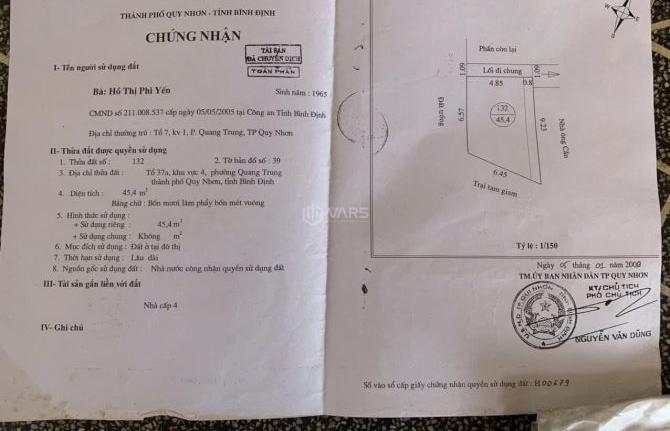 THÀNH PHỐ QUY NHƠN - TỈNH BÌNH ĐỊNH
CHỨNG NHẬN
TÀI SẢN
ĐÃ CHUYỂN DỊCH
TOÀN PHẦN
I- Tên người sử dụng đất
Bà: Hồ Thị Phi Yến
Sinh năm : 1965
CMND số 211.008.537 cấp ngày 05/05/2005 tại Công an Tỉnh Bình Định
Địa chỉ thường trú : Tổ 7, kv 1, P. Quang Trung, TP Quy Nhơn
II- Thửa đất được quyền sử dụng
1. Thửa đất số : 132
2. Tờ bản đồ số : 39
3. Địa chỉ thửa đất : Tổ 37a, khu vực 4, phường Quang Trung
thành phố Quy Nhơn, tỉnh Bình Định
4. Diện tích : 45,4 m²
Bằng chữ : Bốn mươi lăm phẩy bốn mét vuông
5. Hình thức sử dụng :
+ Sử dụng riêng : 45,4 m²
+ Sử dụng chung : Không m²
6. Mục đích sử dụng : Đất ở tại đô thị
7. Thời hạn sử dụng : Lâu dài
8. Nguồn gốc sử dụng đất : Nhà nước công nhận quyền sử dụng đất
III- Tài sản gắn liền với đất
Nhà cấp 4
IV- Ghi chú
VARS
Phần còn lại
1.09
Lối đi chung
1.09
4.85
0.8
Đất trống
6.57
132
45,4
9.23
Nhà ông Cẩn
6.45
Trại tạm giam
Tỷ lệ : 1/150
Ngày 05 tháng 01 năm
TM.ỦY BAN NHÂN DÂN TP QUY NHƠN
KT/CHỦ TỊCH
PHÓ CHỦ TỊCH
NGUYỄN VĂN DŨNG
Số vào sổ cấp giấy chứng nhận quyền sử dụng đất : H00679